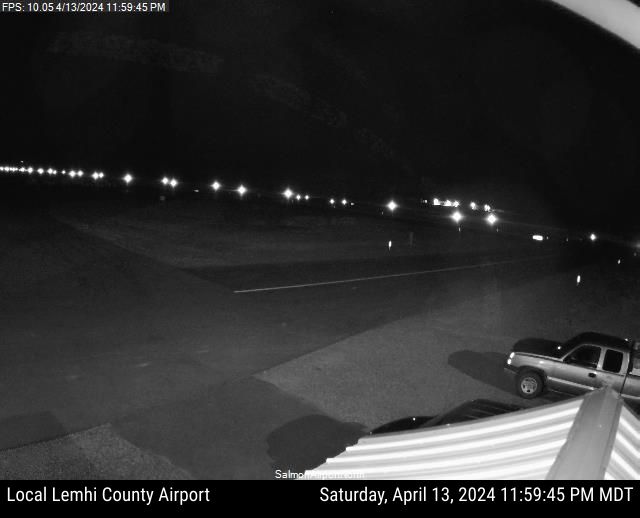 FPS: 10.05 4/13/2024 11:59:45 PM
Local Lemhi County Airport
Saturday, April 13, 2024 11:59:45 PM MDT